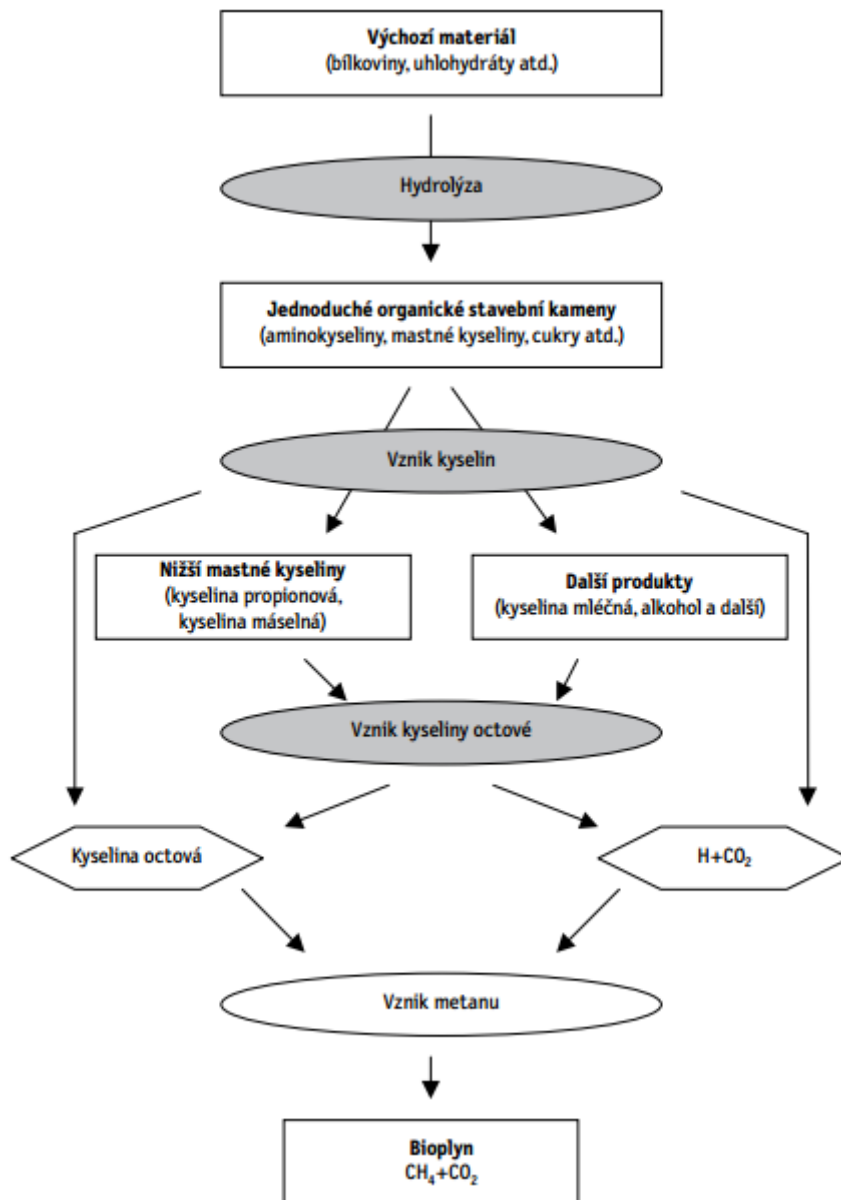 Výchozí materiál
(bílkoviny, uhlohydráty atd.)
Hydrolýza
Jednoduché organické stavební kameny
(aminokyseliny, mastné kyseliny, cukry atd.)
Vznik kyselin
Nižší mastné kyseliny
(kyselina propionová,
kyselina máselná)
Další produkty
(kyselina mléčná, alkohol a další)
Vznik kyseliny octové
Kyselina octová
H+CO₂
Vznik metanu
Bioplyn
CH₄+CO₂